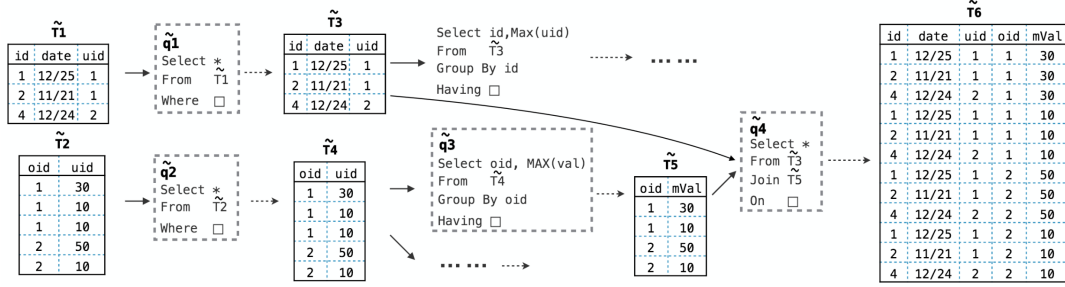 T̃1
id date uid
1 12/25 1
2 11/21 1
4 12/24 2
q̃1
Select *
From T̃1
Where □
T̃3
id date uid
1 12/25 1
2 11/21 1
4 12/24 2
Select id,Max(uid)
From T̃3
Group By id
Having □
... ...
T̃2
oid uid
1 30
1 10
1 10
2 50
2 10
q̃2
Select *
From T̃2
Where □
T̃4
oid uid
1 30
1 10
1 10
2 50
2 10
q̃3
Select oid, MAX(val)
From T̃4
Group By oid
Having □
... ...
T̃5
oid mVal
1 30
1 10
2 50
2 10
q̃4
Select *
From T̃3
Join T̃5
On □
T̃6
id date uid oid mVal
1 12/25 1 1 30
2 11/21 1 1 30
4 12/24 2 1 30
1 12/25 1 1 10
2 11/21 1 1 10
4 12/24 2 1 10
1 12/25 1 2 50
2 11/21 1 2 50
4 12/24 2 2 50
1 12/25 1 2 10
2 11/21 1 2 10
4 12/24 2 2 10